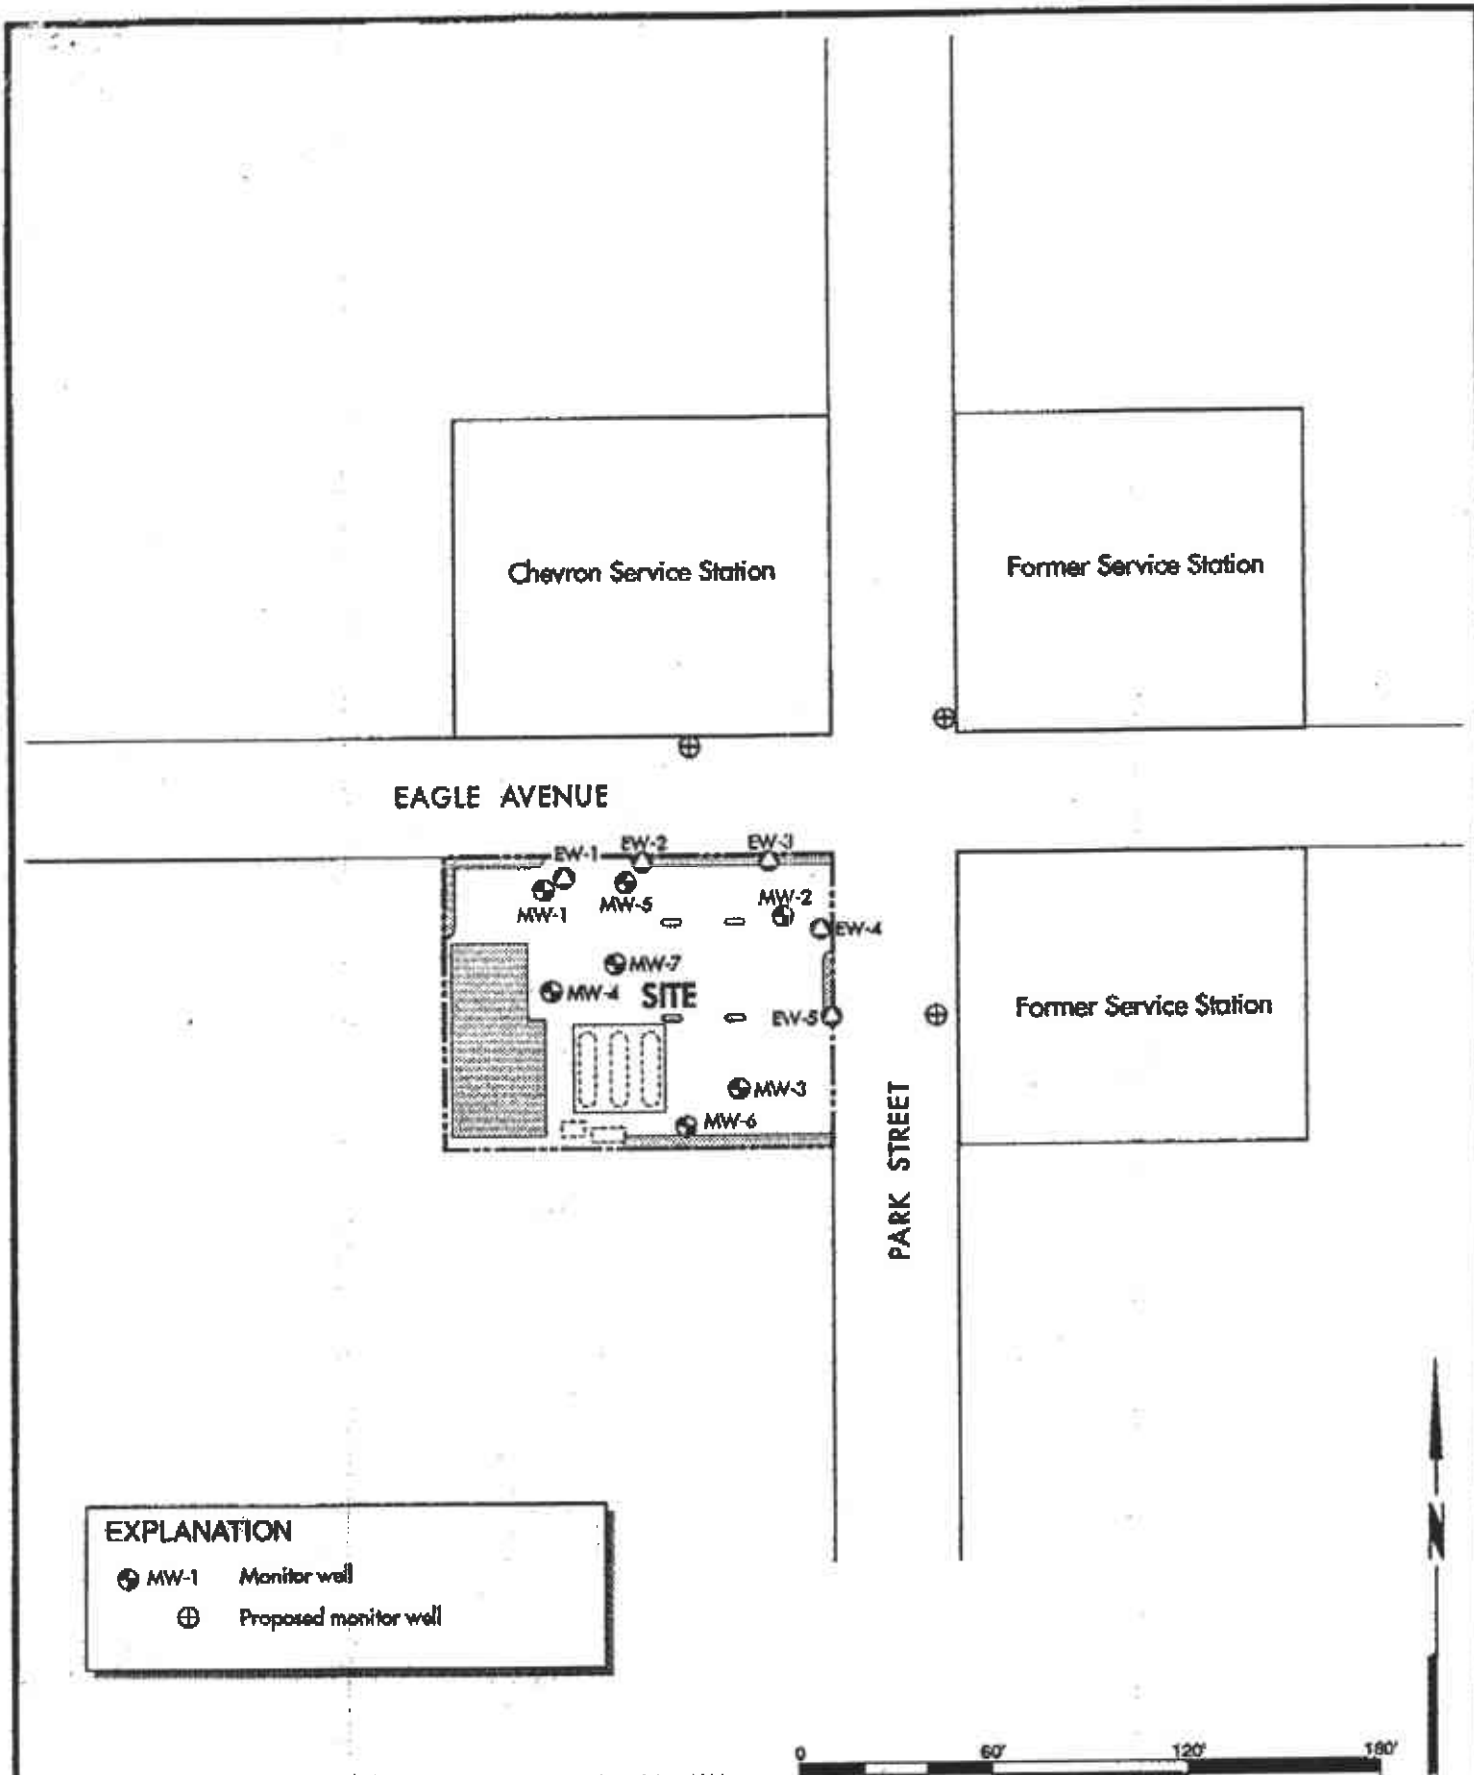 Chevron Service Station
Former Service Station
EAGLE AVENUE
EW-1
EW-2
EW-3
MW-1
MW-5
MW-2
EW-4
MW-7
MW-4
SITE
EW-5
Former Service Station
MW-3
MW-6
PARK STREET
EXPLANATION
MW-1 Monitor well
Proposed monitor well
N
0 60' 120' 180'